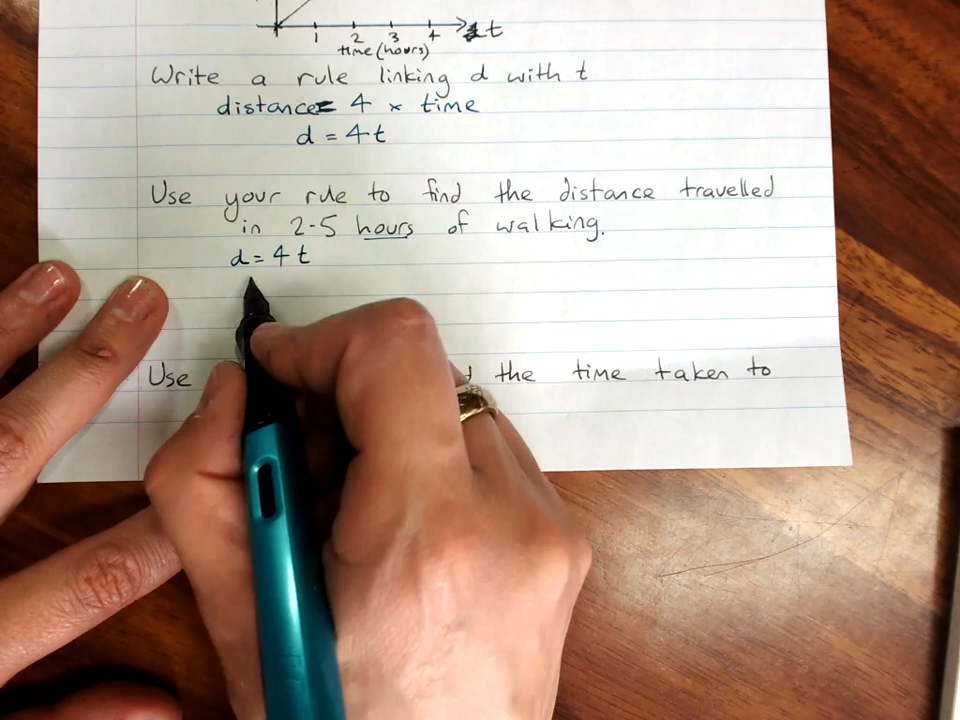 1 2 3 4 t
time (hours)
Write a rule linking d with t
distance = 4 × time
d = 4t
Use your rule to find the distance travelled
in 2.5 hours of walking.
d = 4t
Use the time taken to